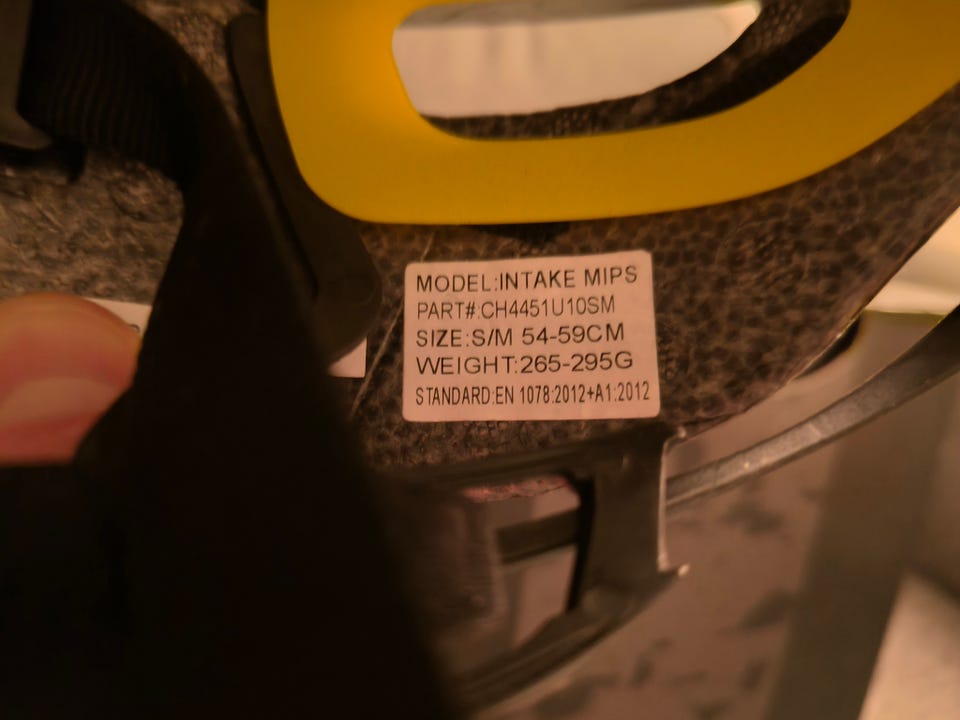 MODEL:INTAKE MIPS
PART#:CH4451U10SM
SIZE:S/M 54-59CM
WEIGHT:265-295G
STANDARD:EN 1078:2012+A1:2012